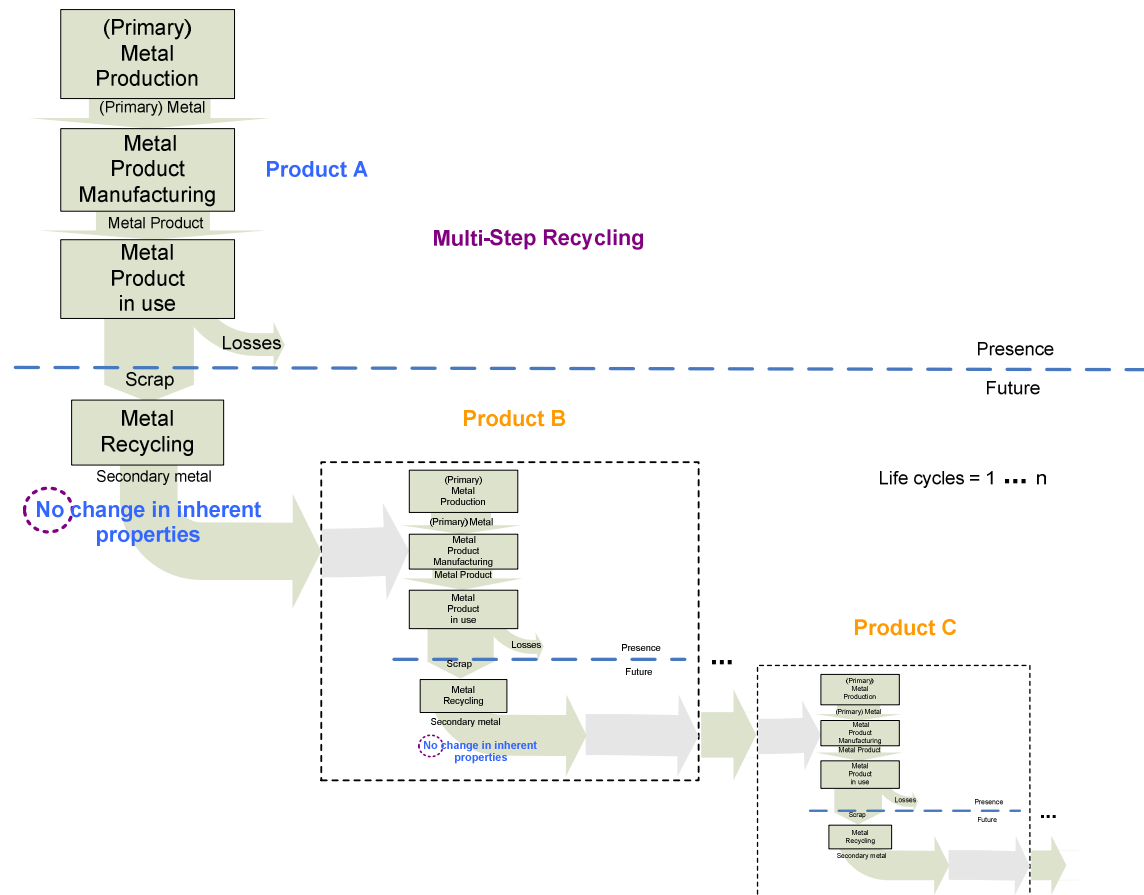 (Primary)
Metal
Production
(Primary) Metal
Metal
Product
Manufacturing
Product A
Metal Product
Multi-Step Recycling
Metal
Product
in use
Losses
Presence
Scrap
Future
Metal
Recycling
Secondary metal
No change in inherent
properties
Product B
Life cycles = 1 ... n
(Primary)
Metal
Production
(Primary) Metal
Metal
Product
Manufacturing
Metal Product
Metal
Product
in use
Losses
Presence
...
Scrap
Future
Metal
Recycling
Secondary metal
No change in inherent
properties
Product C
(Primary)
Metal
Production
(Primary) Metal
Metal
Product
Manufacturing
Metal Product
Metal
Product
in use
Losses
Presence
...
Scrap
Future
Metal
Recycling
Secondary metal